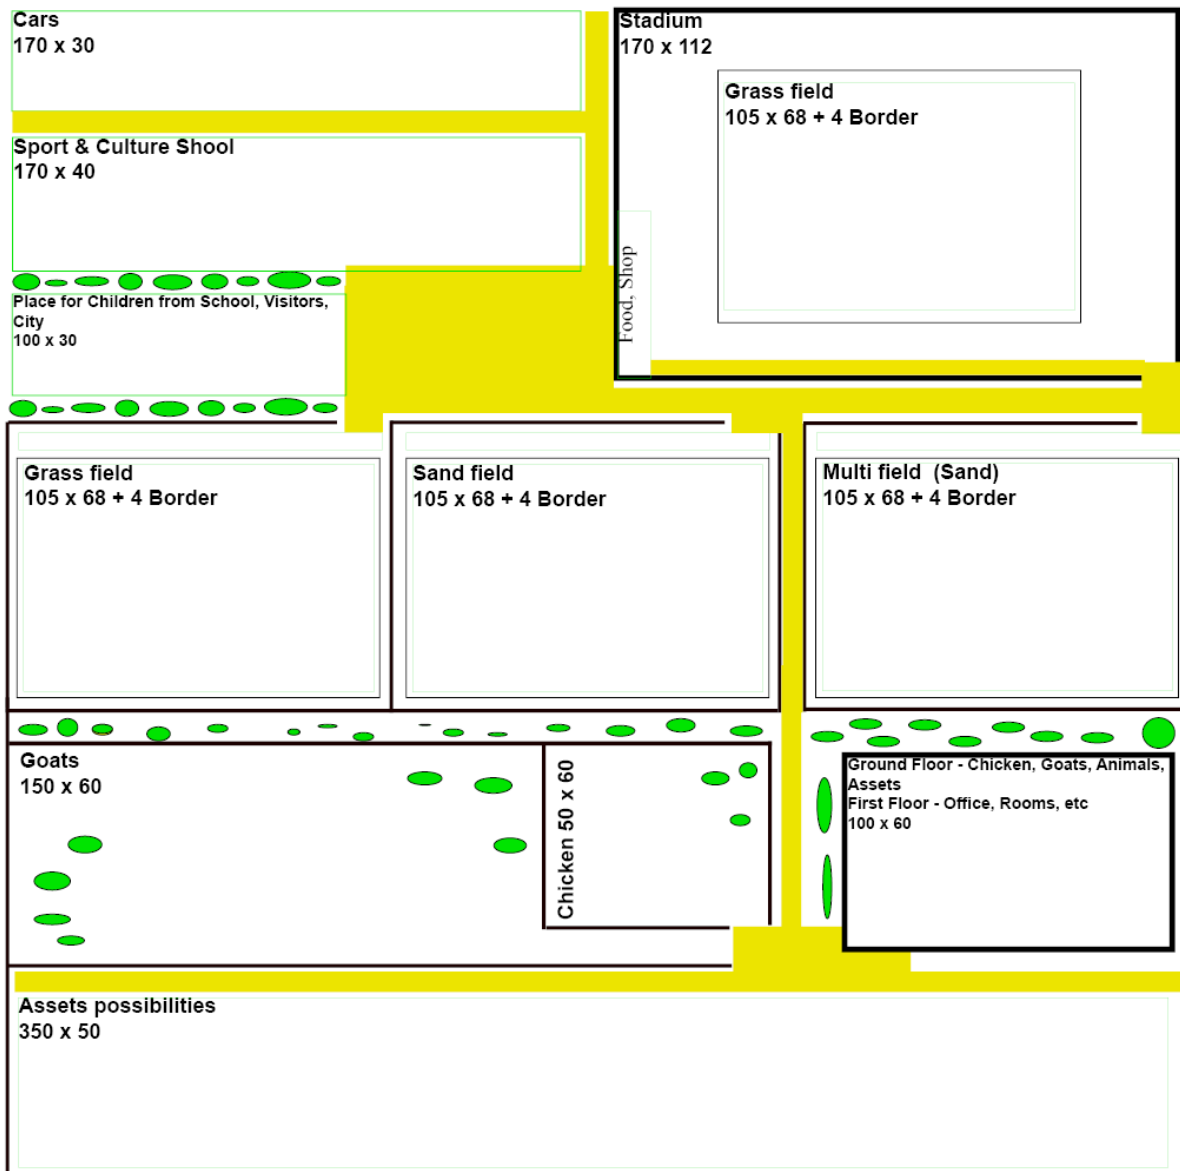 Cars
170 x 30
Stadium
170 x 112
Grass field
105 x 68 + 4 Border
Sport & Culture Shool
170 x 40
Food, Shop
Place for Children from School, Visitors,
City
100 x 30
Grass field
105 x 68 + 4 Border
Sand field
105 x 68 + 4 Border
Multi field  (Sand)
105 x 68 + 4 Border
Goats
150 x 60
Chicken 50 x 60
Ground Floor - Chicken, Goats, Animals,
Assets
First Floor - Office, Rooms, etc
100 x 60
Assets possibilities
350 x 50